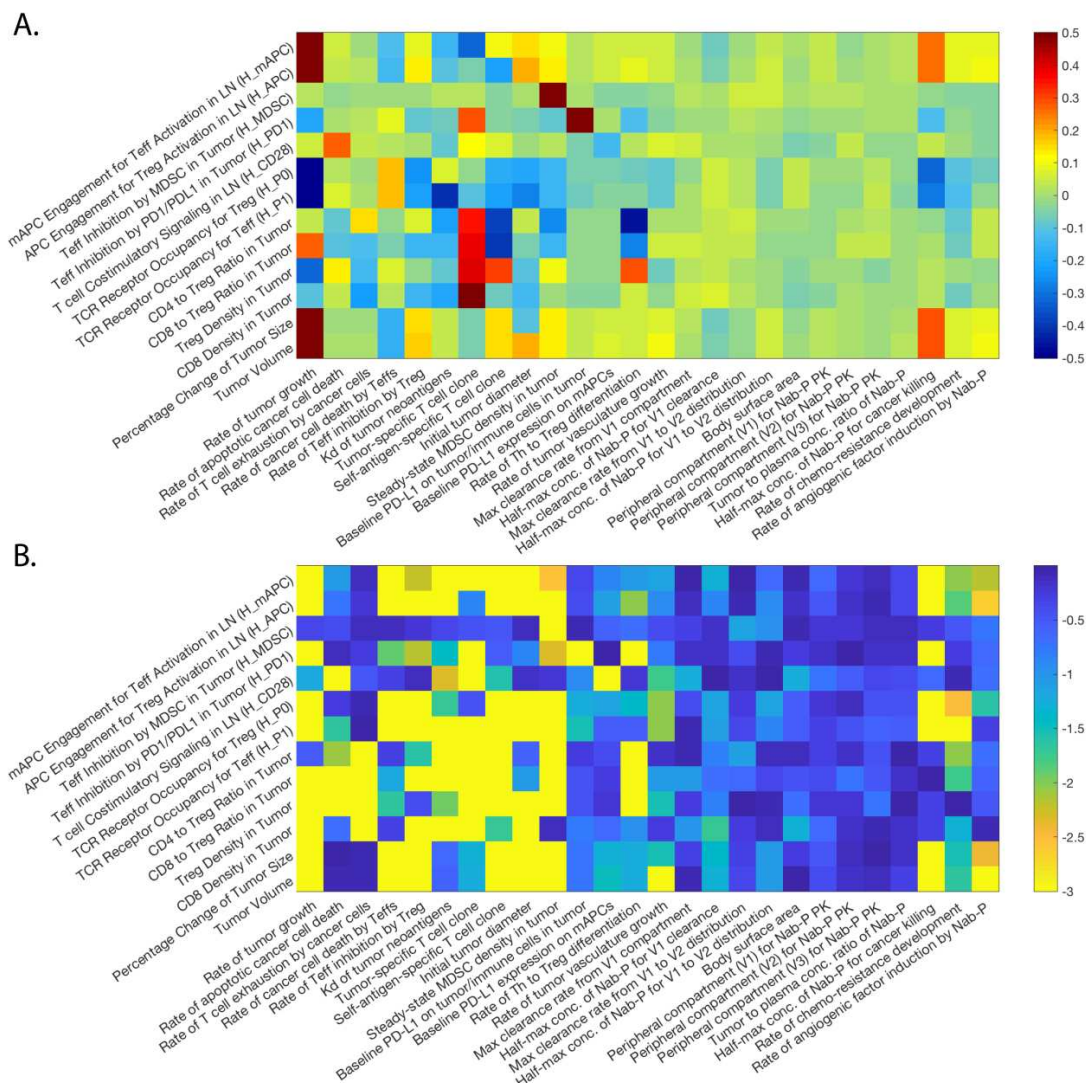 A.
mAPC Engagement for Teff Activation in LN (H_mAPC)
APC Engagement for Treg Activation in LN (H_APC)
Teff Inhibition by MDSC in Tumor (H_MDSC)
Teff Inhibition by PD1/PDL1 in Tumor (H_PD1)
T cell Costimulatory Signaling in LN (H_CD28)
TCR Receptor Occupancy for Treg (H_P0)
TCR Receptor Occupancy for Teff (H_P1)
CD4 to Treg Ratio in Tumor
CD8 to Treg Ratio in Tumor
Treg Density in Tumor
CD8 Density in Tumor
Percentage Change of Tumor Size
Tumor Volume
0.5
0.4
0.3
0.2
0.1
0
-0.1
-0.2
-0.3
-0.4
-0.5
Rate of tumor growth
Rate of apoptotic cancer cell death
Rate of T cell exhaustion by cancer cells
Rate of cancer cell death by Teffs
Rate of Teff inhibition by Treg
Kd of tumor neoantigens
Tumor-specific T cell clone
Self-antigen-specific T cell clone
Initial tumor diameter
Steady-state MDSC density in tumor
Baseline PD-L1 on tumor/immune cells in tumor
Baseline PD-L1 expression on mAPCs
Rate of Th to Treg differentiation
Rate of tumor vasculature growth
Max clearance rate from V1 compartment
Half-max conc. of Nab-P for V1 clearance
Max clearance rate from V1 to V2 distribution
Half-max conc. of Nab-P for V1 to V2 distribution
Body surface area
Peripheral compartment (V1) for Nab-P PK
Peripheral compartment (V2) for Nab-P PK
Peripheral compartment (V3) for Nab-P PK
Tumor to plasma conc. ratio of Nab-P
Half-max conc. of Nab-P for cancer killing
Rate of chemo-resistance development
Rate of angiogenic factor induction by Nab-P
B.
mAPC Engagement for Teff Activation in LN (H_mAPC)
APC Engagement for Treg Activation in LN (H_APC)
Teff Inhibition by MDSC in Tumor (H_MDSC)
Teff Inhibition by PD1/PDL1 in Tumor (H_PD1)
T cell Costimulatory Signaling in LN (H_CD28)
TCR Receptor Occupancy for Treg (H_P0)
TCR Receptor Occupancy for Teff (H_P1)
CD4 to Treg Ratio in Tumor
CD8 to Treg Ratio in Tumor
Treg Density in Tumor
CD8 Density in Tumor
Percentage Change of Tumor Size
Tumor Volume
-0.5
-1
-1.5
-2
-2.5
-3
Rate of tumor growth
Rate of apoptotic cancer cell death
Rate of T cell exhaustion by cancer cells
Rate of cancer cell death by Teffs
Rate of Teff inhibition by Treg
Kd of tumor neoantigens
Tumor-specific T cell clone
Self-antigen-specific T cell clone
Initial tumor diameter
Steady-state MDSC density in tumor
Baseline PD-L1 on tumor/immune cells in tumor
Baseline PD-L1 expression on mAPCs
Rate of Th to Treg differentiation
Rate of tumor vasculature growth
Max clearance rate from V1 compartment
Half-max conc. of Nab-P for V1 clearance
Max clearance rate from V1 to V2 distribution
Half-max conc. of Nab-P for V1 to V2 distribution
Body surface area
Peripheral compartment (V1) for Nab-P PK
Peripheral compartment (V2) for Nab-P PK
Peripheral compartment (V3) for Nab-P PK
Tumor to plasma conc. ratio of Nab-P
Half-max conc. of Nab-P for cancer killing
Rate of chemo-resistance development
Rate of angiogenic factor induction by Nab-P